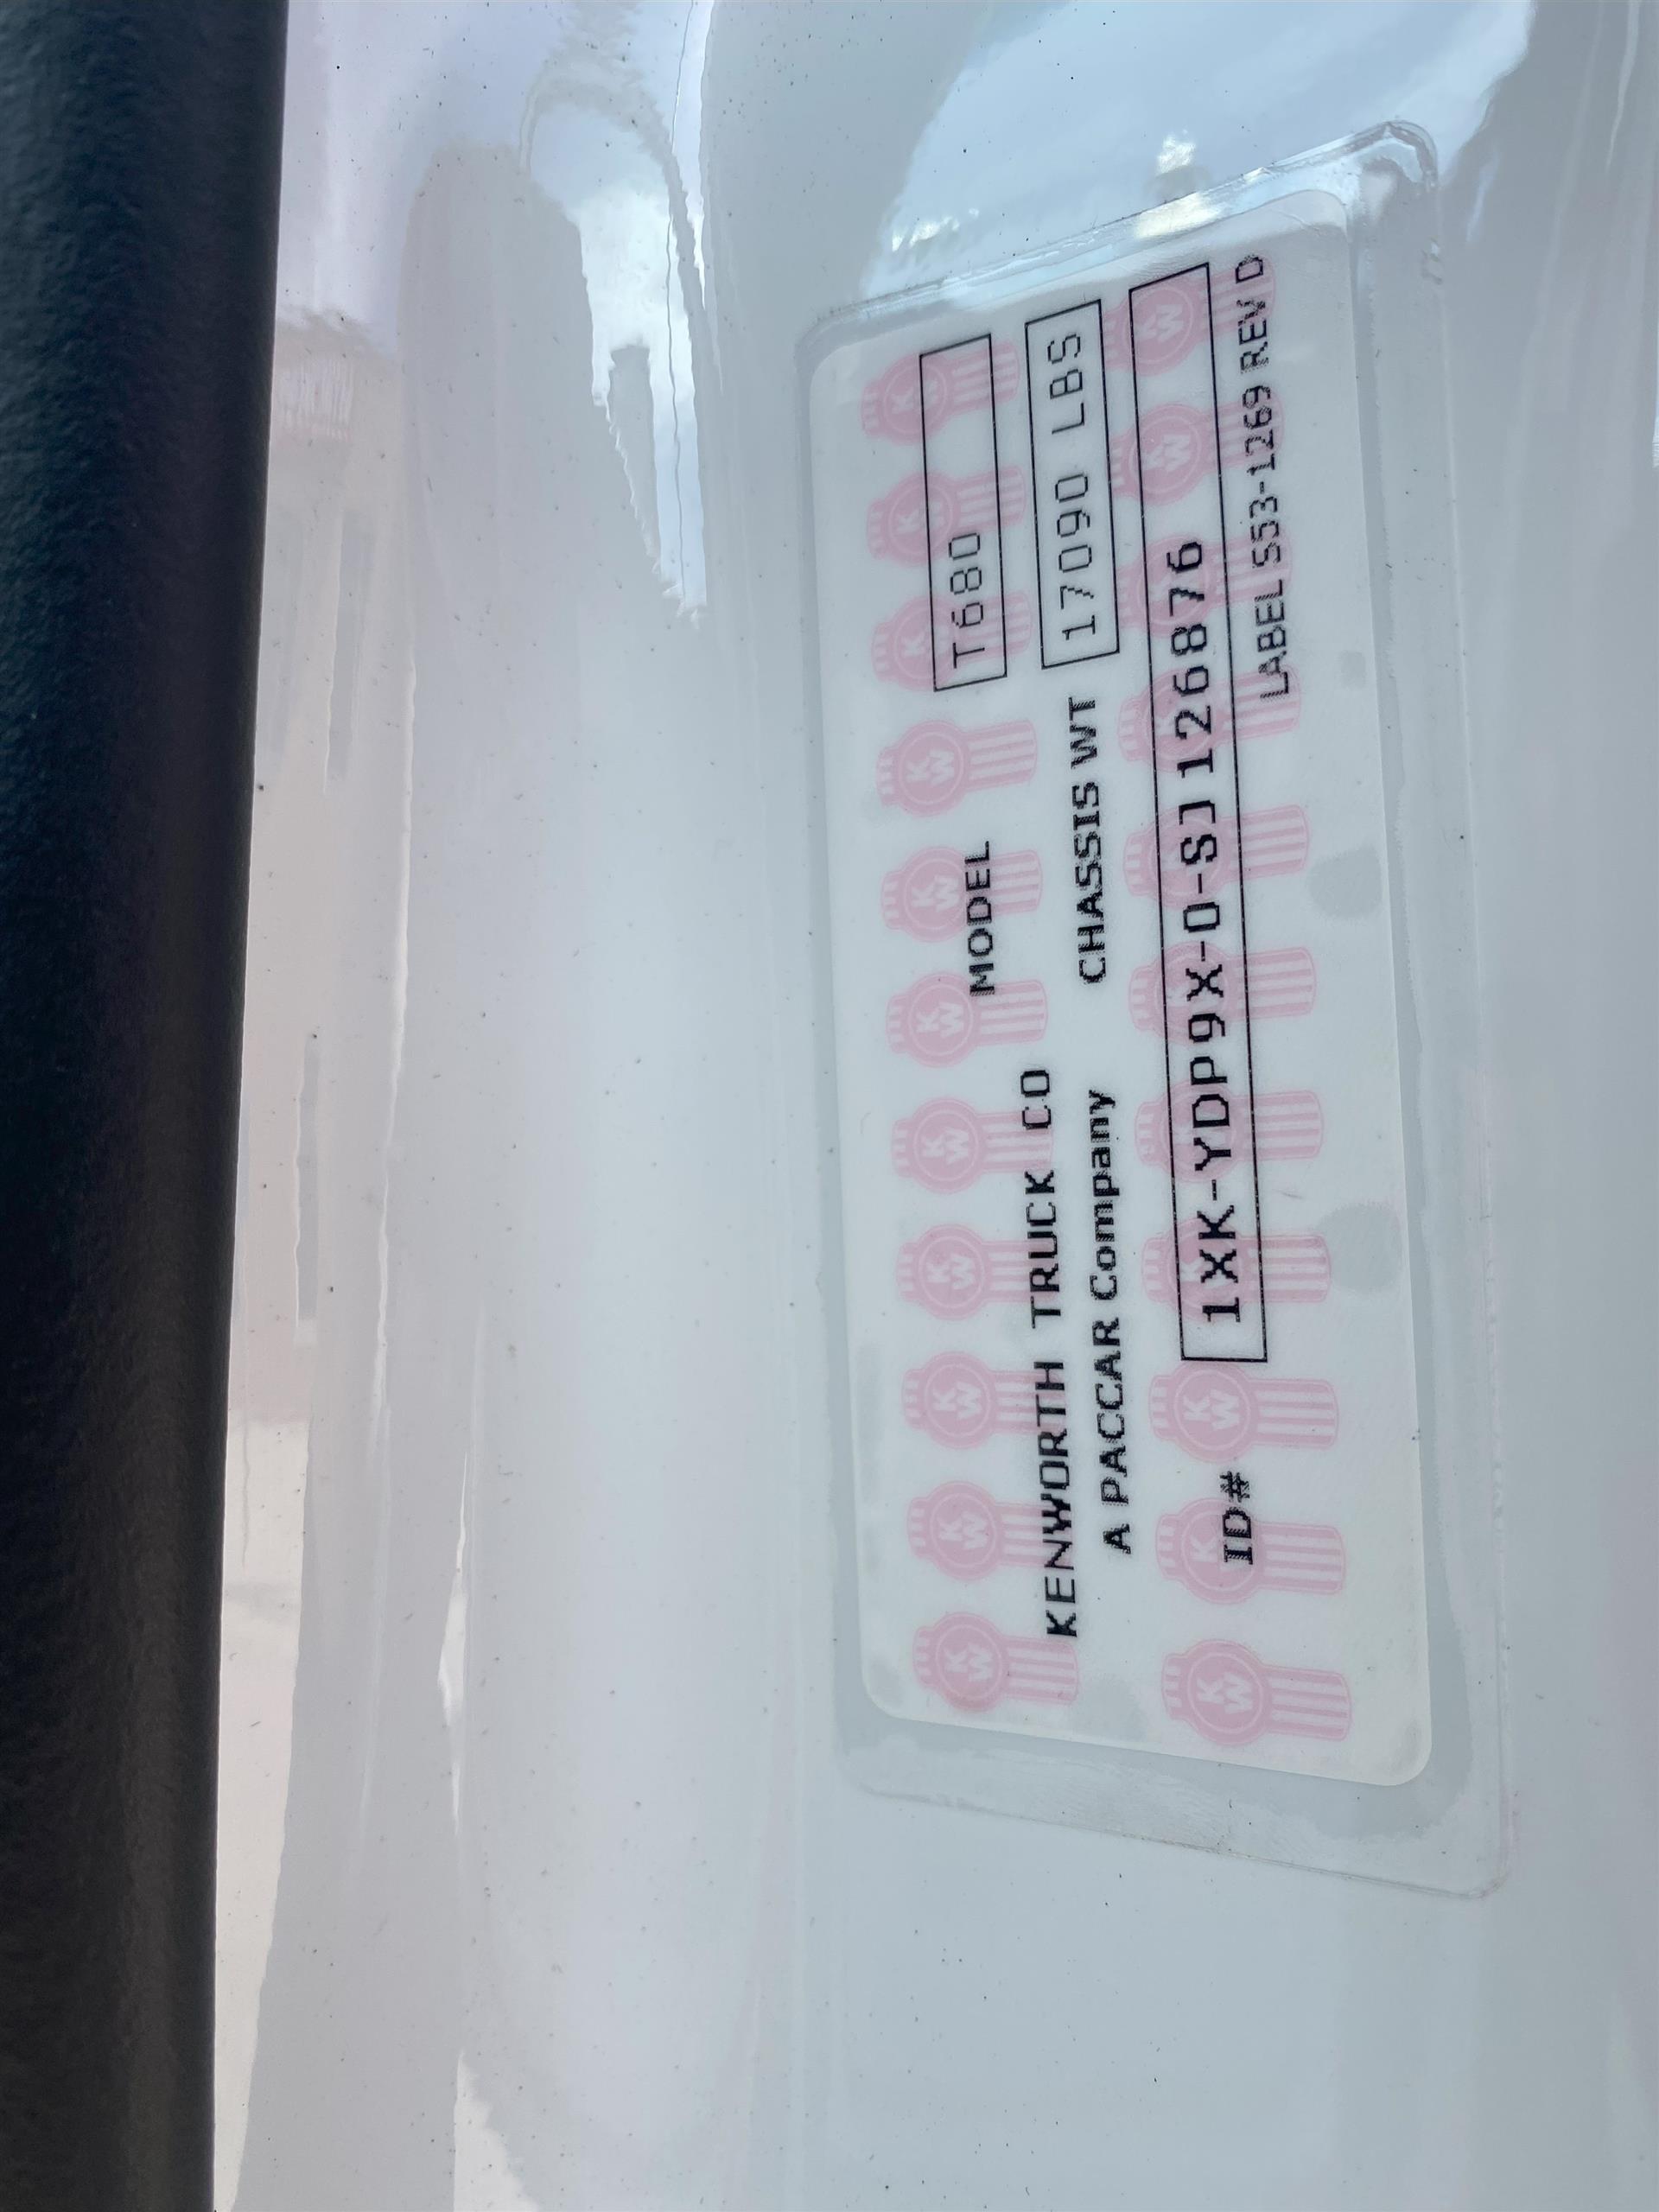 MODEL T680
KENWORTH TRUCK CO
A PACCAR Company
CHASSIS WT 17090 LBS
ID# 1XK-YDP9X-0-SJ126876
LABEL S53-1269 REV D